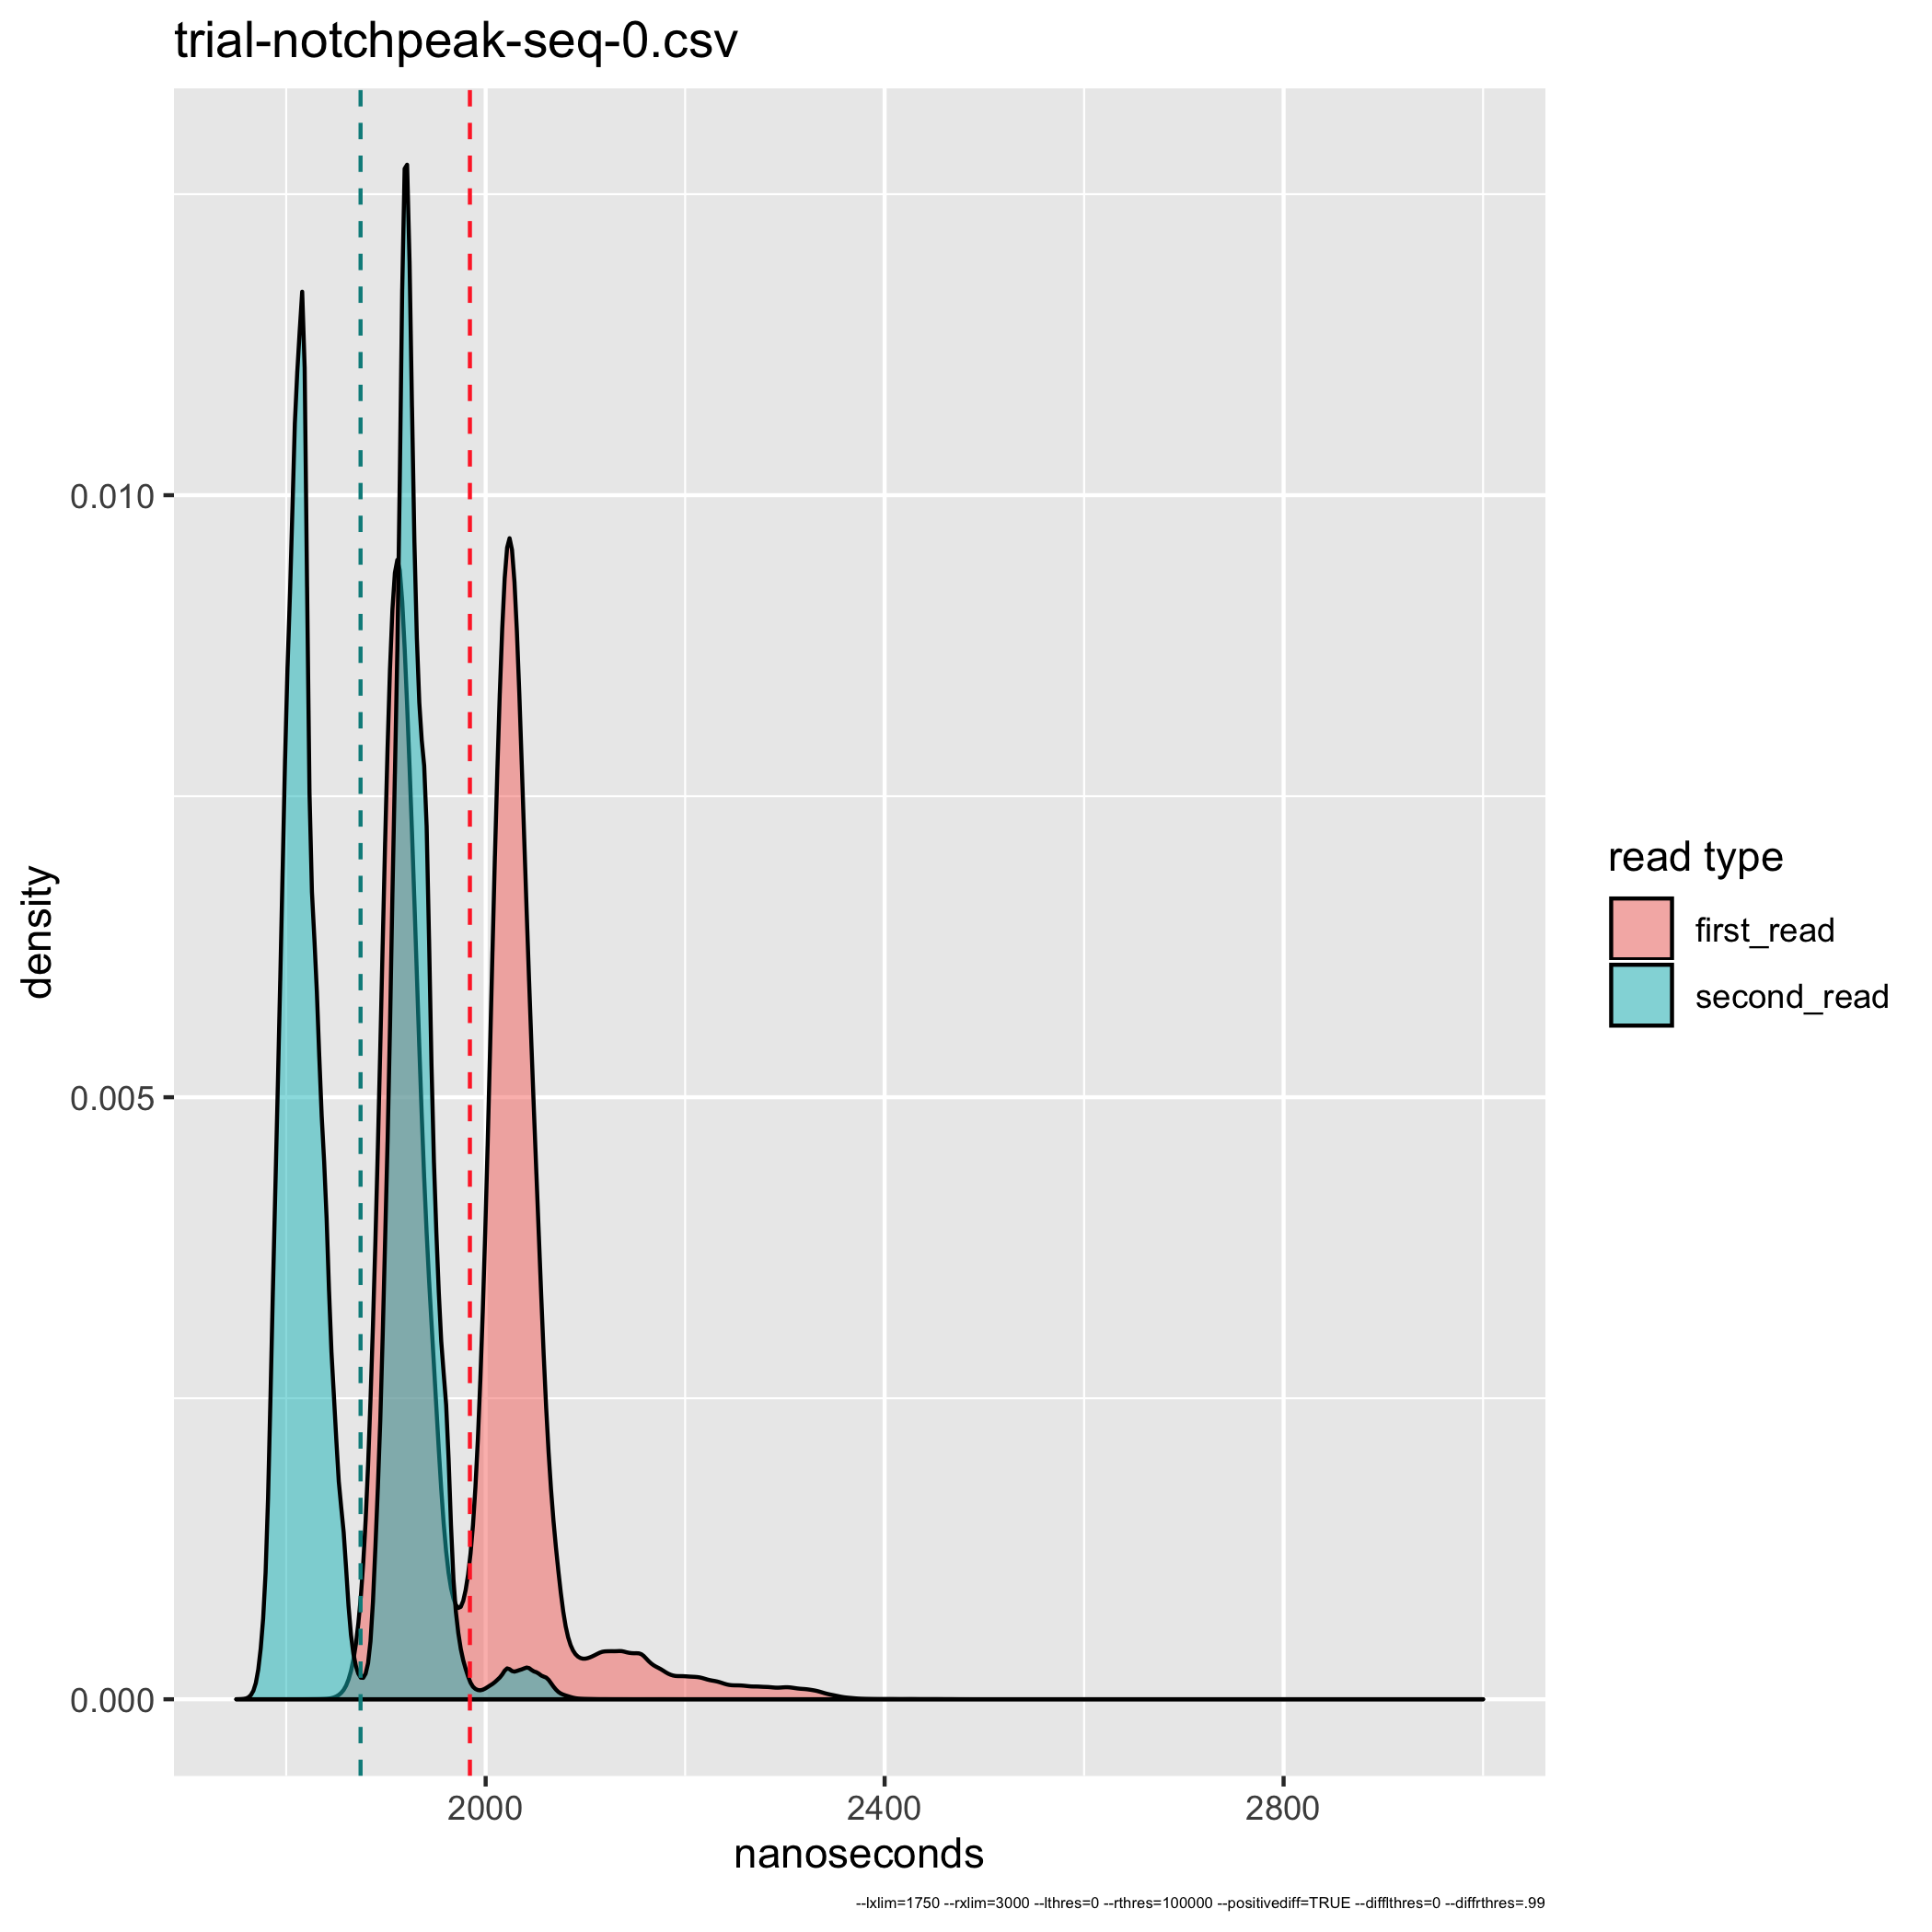 trial-notchpeak-seq-0.csv
density
0.010
0.005
0.000
2000 2400 2800
nanoseconds
read type
first_read
second_read
--lxlim=1750 --rxlim=3000 --lthres=0 --rthres=100000 --positivediff=TRUE --difflthres=0 --diffrthres=.99